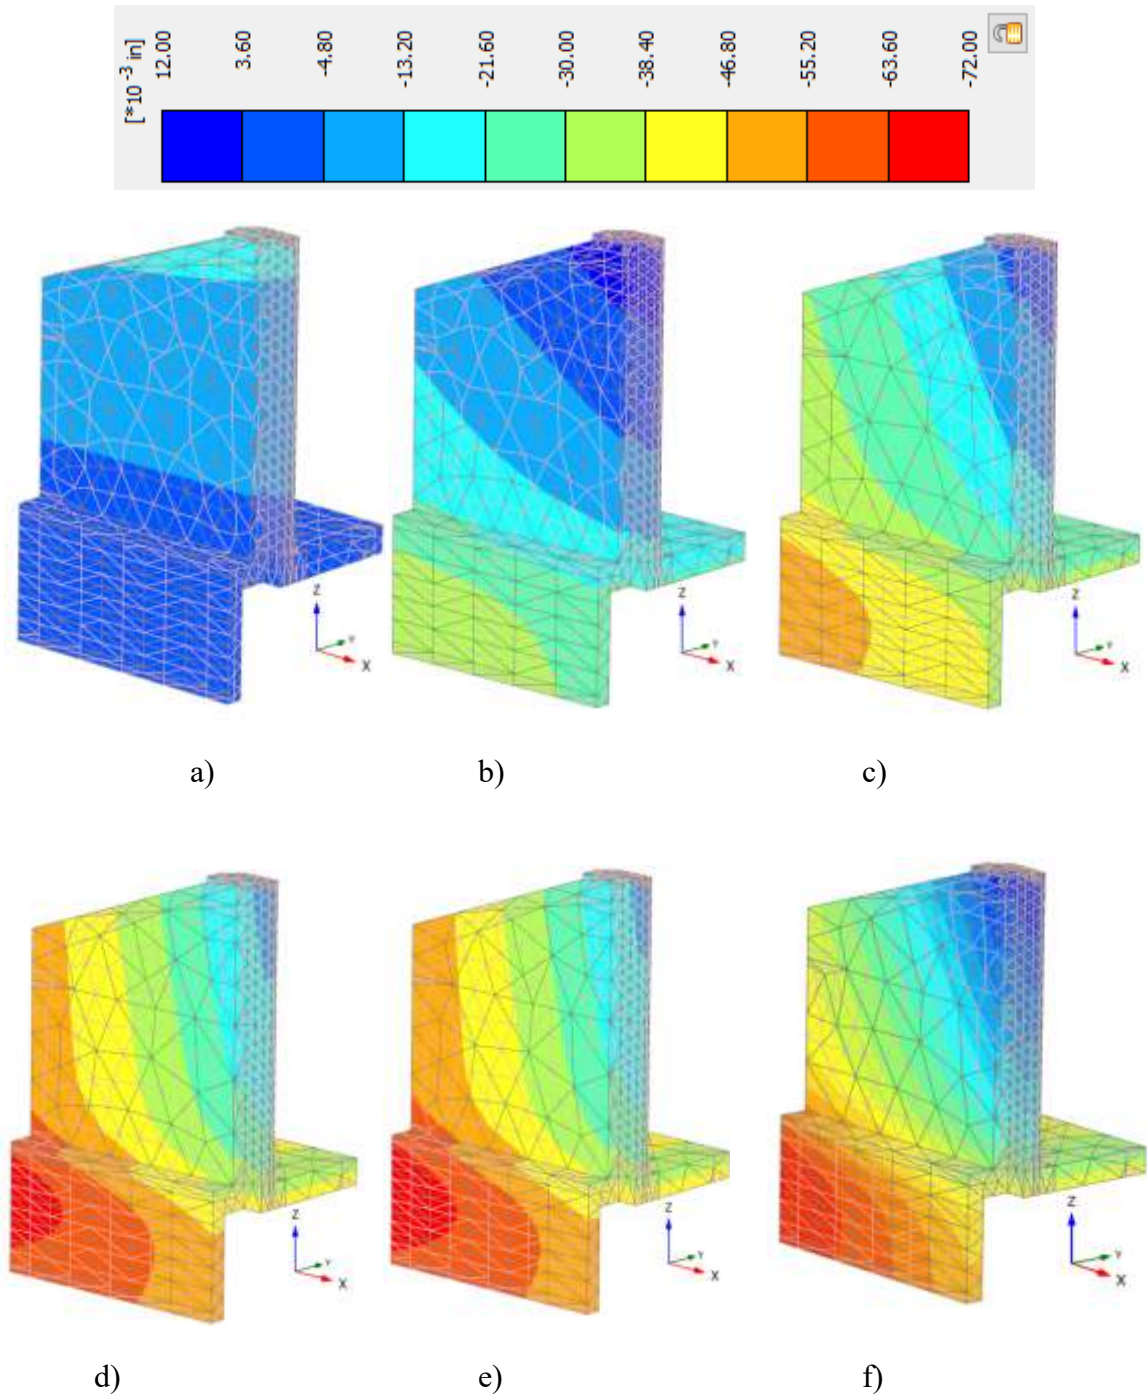 [*10⁻³ in]
12.00
3.60
-4.80
-13.20
-21.60
-30.00
-38.40
-46.80
-55.20
-63.60
-72.00
Z Y X
Z Y X
Z Y X
a) b) c)
Z Y X
Z Y X
Z Y X
d) e) f)